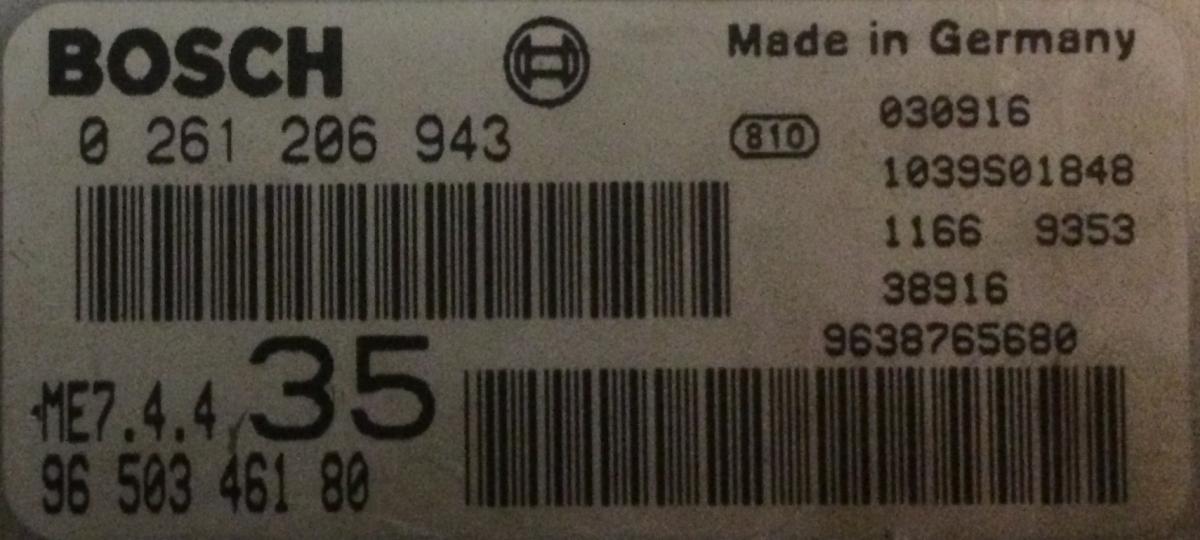 BOSCH
Made in Germany
0 261 206 943
810
030916
1039S01848
1166 9353
38916
9638765680
ME7.4.4
35
96 503 461 80